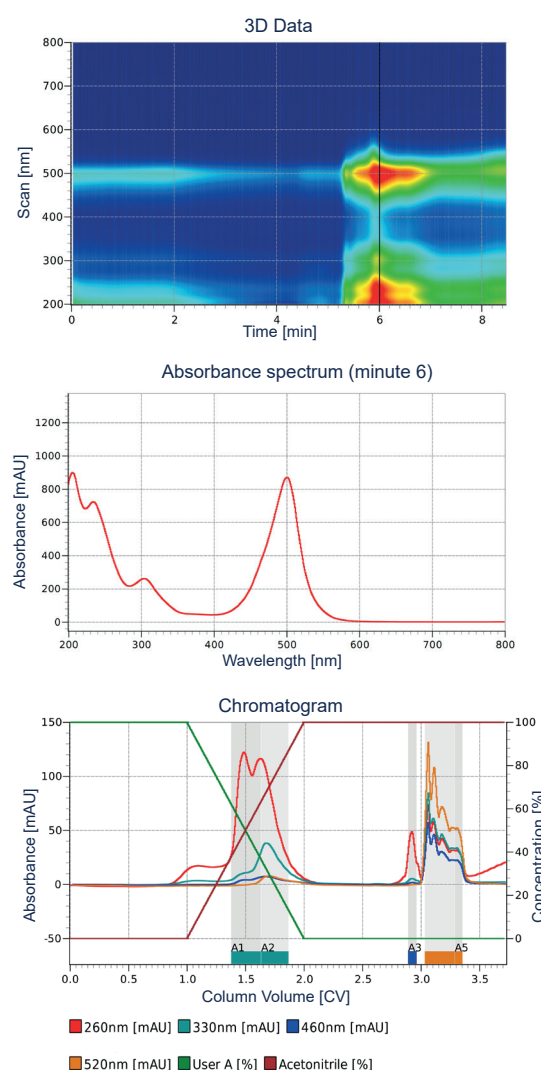 3D Data
800
700
600
500
400
300
200
Scan [nm]
0 2 4 6 8
Time [min]
Absorbance spectrum (minute 6)
1200
1000
800
600
400
200
0
Absorbance [mAU]
200 300 400 500 600 700 800
Wavelength [nm]
Chromatogram
150
100
50
0
-50
Absorbance [mAU]
100
80
60
40
20
0
Concentration [%]
A1 A2 A3 A5
0.0 0.5 1.0 1.5 2.0 2.5 3.0 3.5
Column Volume [CV]
260nm [mAU] 330nm [mAU] 460nm [mAU]
520nm [mAU] User A [%] Acetonitrile [%]